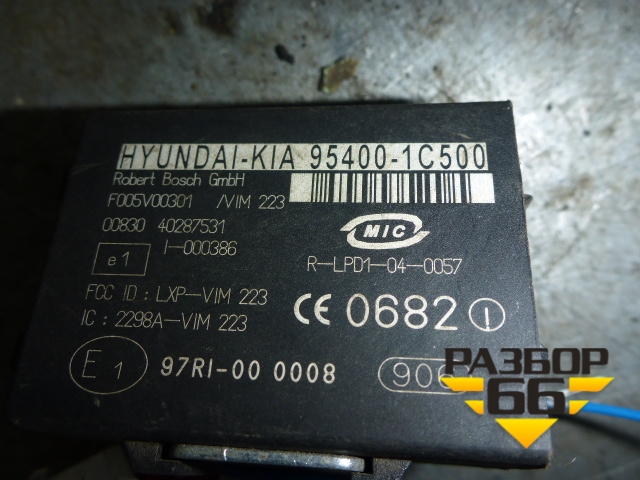 HYUNDAI-KIA 95400-1C500
Robert Bosch GmbH
F005V00301 /VIM 223
00830 40287531
I-000386
MIC
e1
R-LPD1-04-0057
FCC ID : LXP-VIM 223
IC : 2298A-VIM 223
CE 0682
E1
97RI-00 0008
РАЗБОР
66